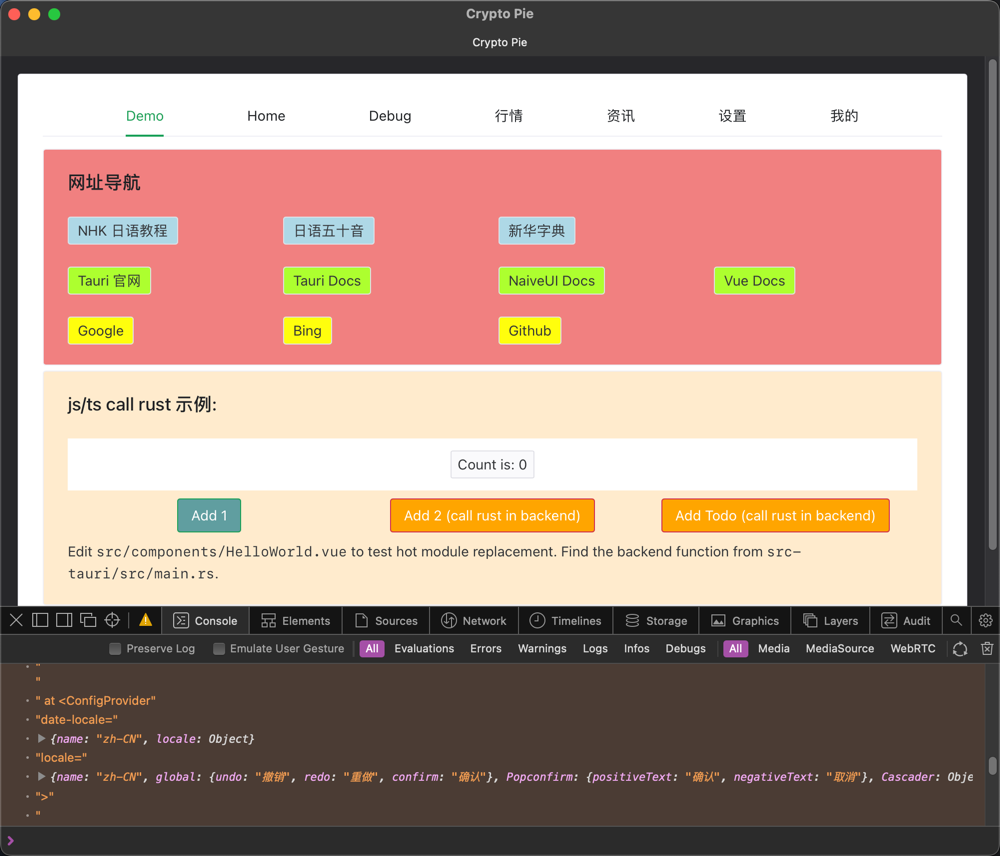 Crypto Pie
Crypto Pie
Demo Home Debug 行情 资讯 设置 我的
网址导航
NHK 日语教程 日语五十音 新华字典
Tauri 官网 Tauri Docs NaiveUI Docs Vue Docs
Google Bing Github
js/ts call rust 示例:
Count is: 0
Add 1 Add 2 (call rust in backend) Add Todo (call rust in backend)
Edit src/components/HelloWorld.vue to test hot module replacement. Find the backend function from src-
tauri/src/main.rs.
Console Elements Sources Network Timelines Storage Graphics Layers Audit
Preserve Log Emulate User Gesture All Evaluations Errors Warnings Logs Infos Debugs All Media MediaSource WebRTC
"
"
" at <ConfigProvider"
"date-locale="
{name: "zh-CN", locale: Object}
"locale="
{name: "zh-CN", global: {undo: "撤销", redo: "重做", confirm: "确认"}, Popconfirm: {positiveText: "确认", negativeText: "取消"}, Cascader: Obje
">"
"